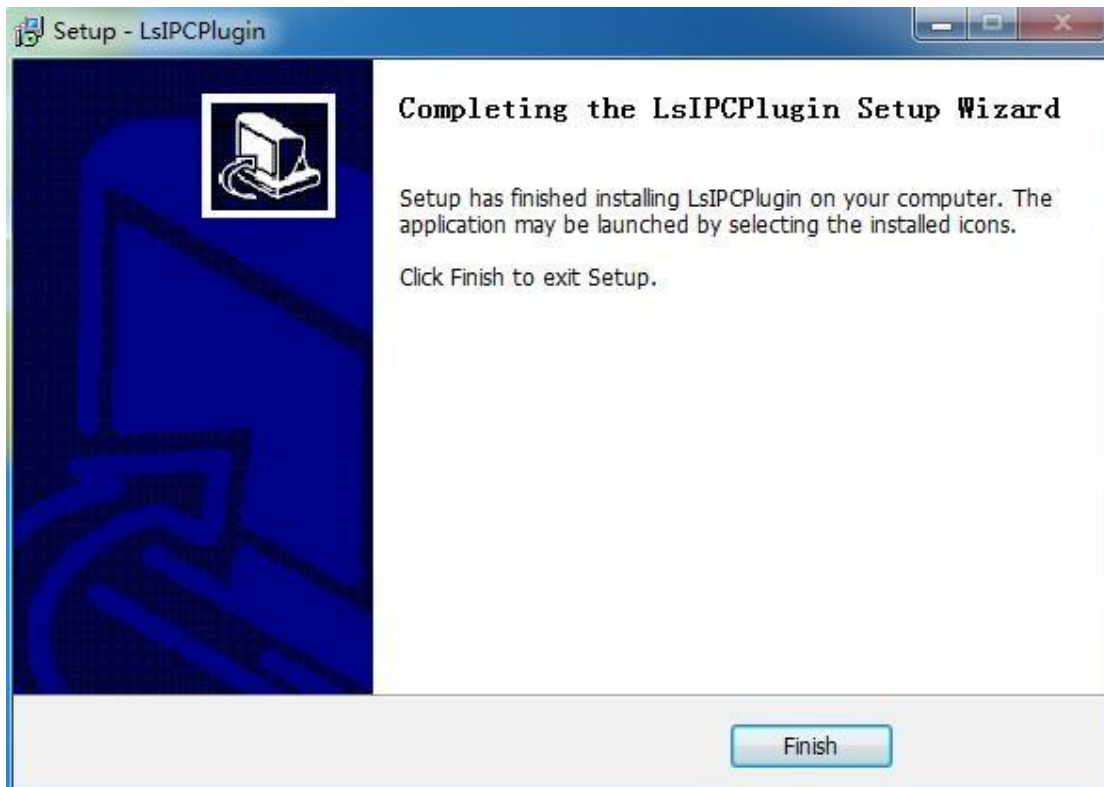 Setup - LsIPCPlugin
Completing the LsIPCPlugin Setup Wizard
Setup has finished installing LsIPCPlugin on your computer. The
application may be launched by selecting the installed icons.
Click Finish to exit Setup.
Finish